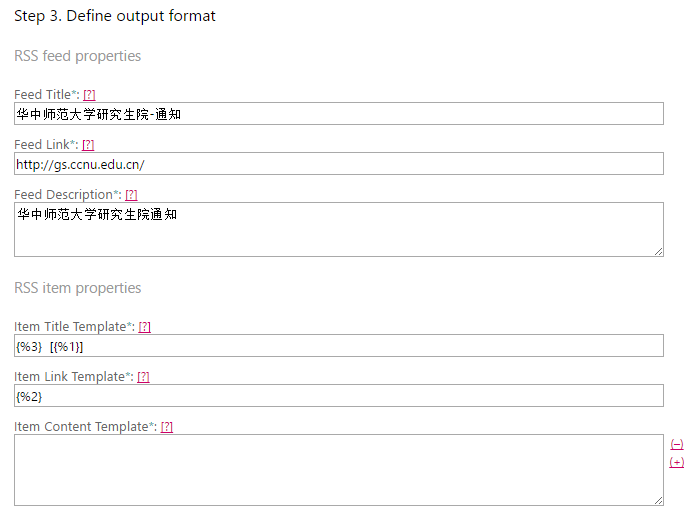 Step 3. Define output format
RSS feed properties
Feed Title*: [?]
华中师范大学研究生院-通知
Feed Link*: [?]
http://gs.ccnu.edu.cn/
Feed Description*: [?]
华中师范大学研究生院通知
RSS item properties
Item Title Template*: [?]
{%3}  [{%1}]
Item Link Template*: [?]
{%2}
Item Content Template*: [?]
(–)
(+)